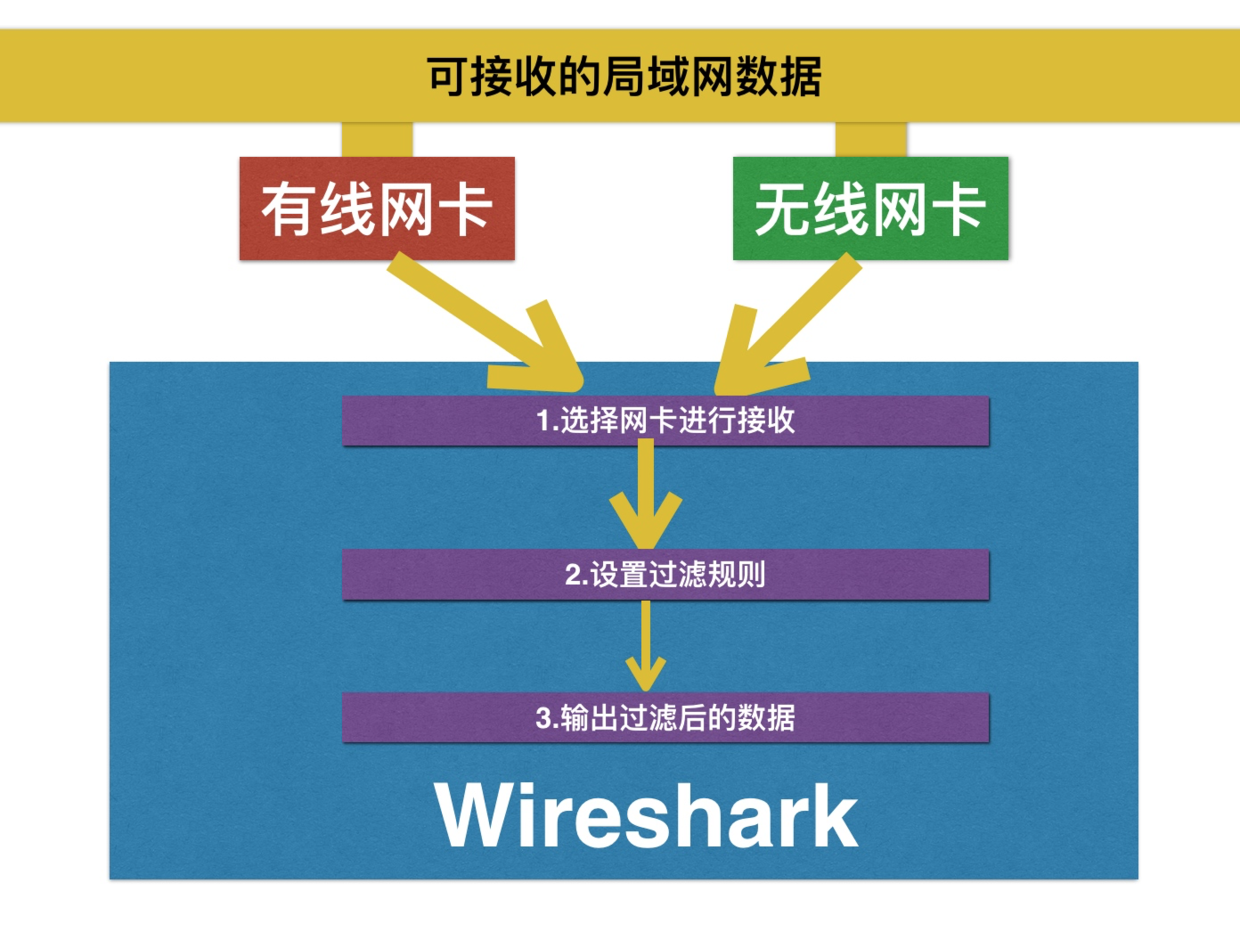 可接收的局域网数据
有线网卡
无线网卡
1.选择网卡进行接收
2.设置过滤规则
3.输出过滤后的数据
Wireshark